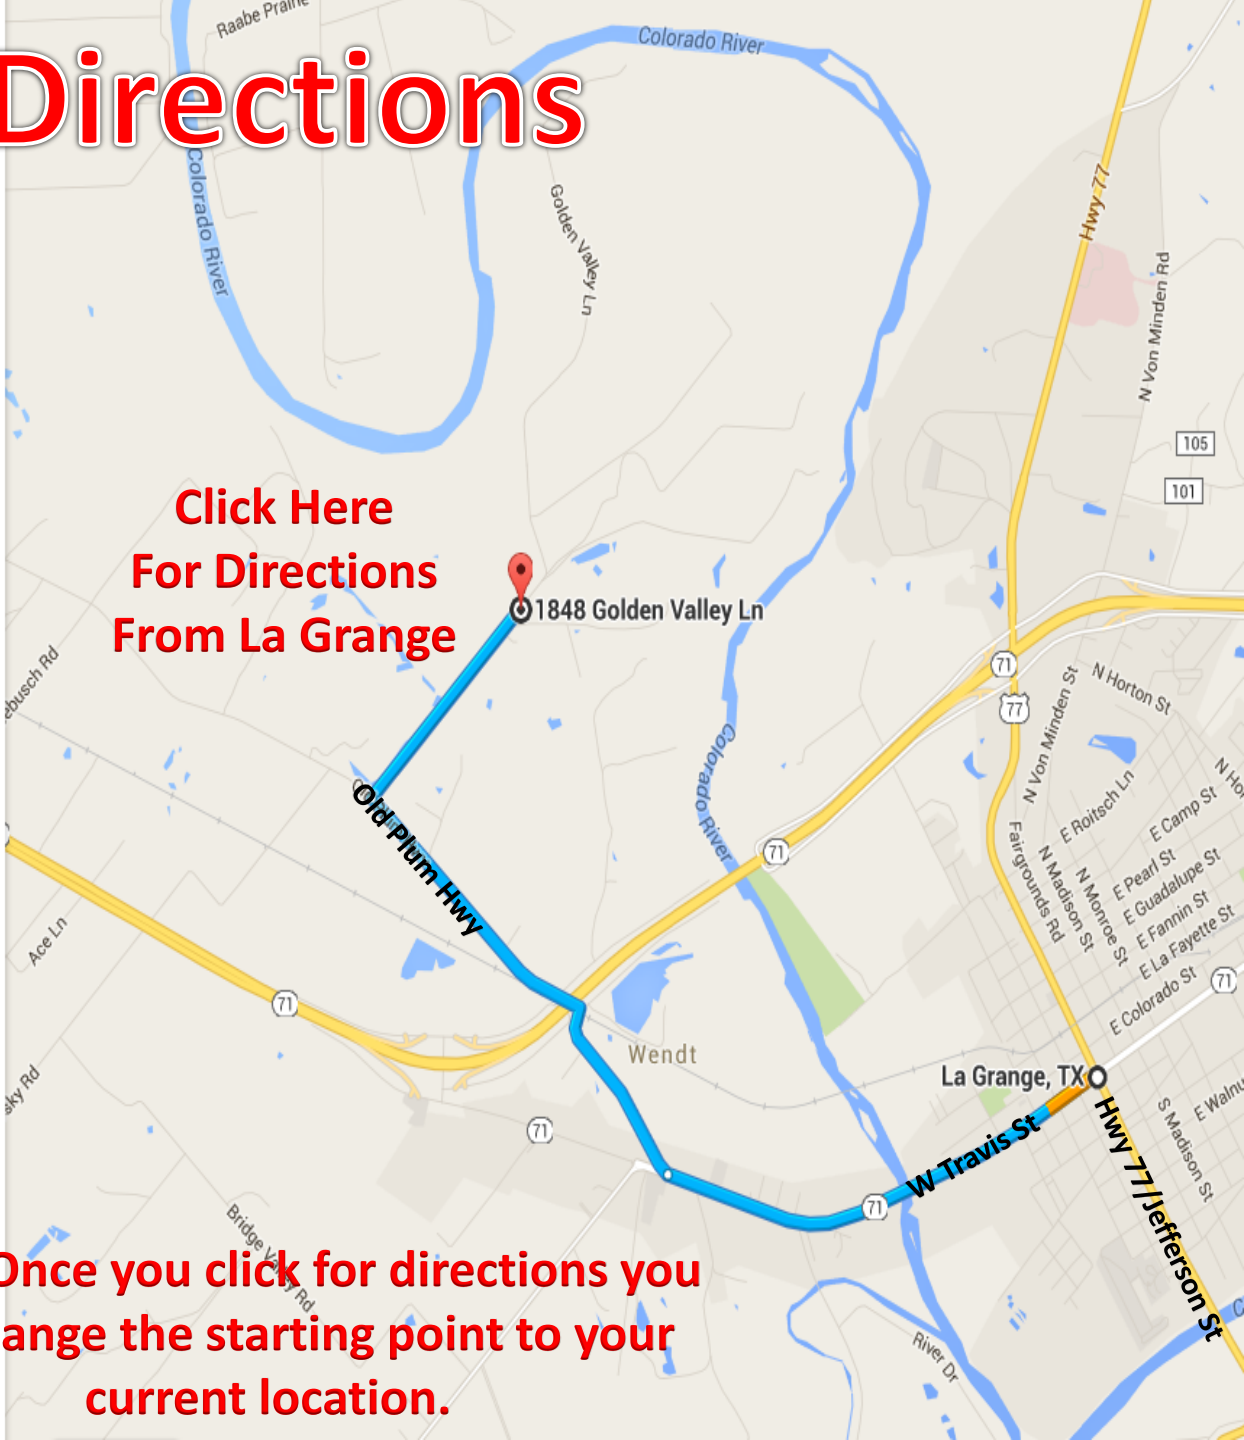 Raabe Prairie
Colorado River
Directions
Colorado River
Golden Valley Ln
Hwy 77
N Von Minden Rd
105
101
Click Here
For Directions
From La Grange
1848 Golden Valley Ln
71
77
N Horton St
N Von Minden St
Colorado River
Old Plum Hwy
71
E Roitsch Ln
E Camp St
Fairgrounds Rd
N Madison St
N Monroe St
E Pearl St
E Guadalupe St
E Fannin St
E La Fayette St
E Colorado St
71
Ace Ln
71
Wendt
La Grange, TX
71
W Travis St
71
Hwy 77/Jefferson St
S Madison St
Bridge Valley Rd
River Dr
Once you click for directions you
ange the starting point to your
current location.